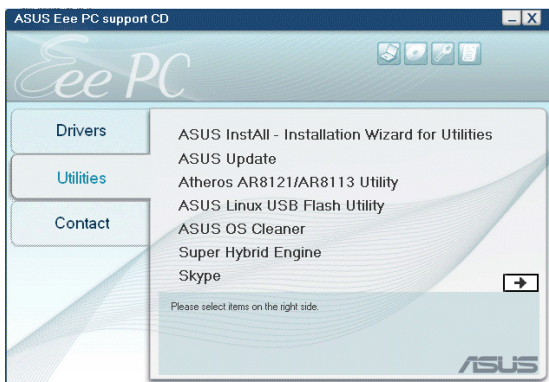 ASUS Eee PC support CD
Eee PC
Drivers
Utilities
Contact
ASUS InstAll - Installation Wizard for Utilities
ASUS Update
Atheros AR8121/AR8113 Utility
ASUS Linux USB Flash Utility
ASUS OS Cleaner
Super Hybrid Engine
Skype
Please select items on the right side.
ASUS